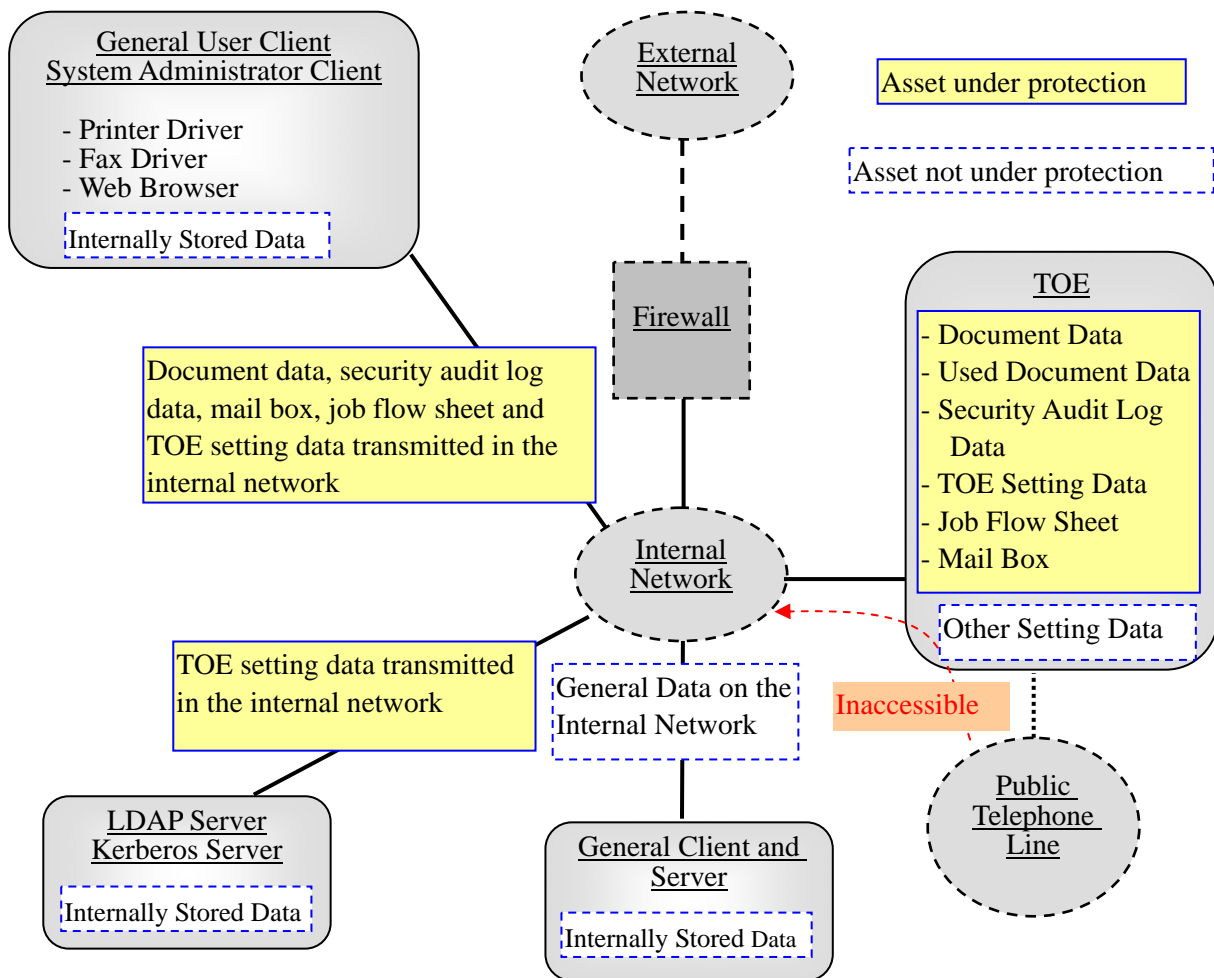 General User Client
System Administrator Client
- Printer Driver
- Fax Driver
- Web Browser
Internally Stored Data
External
Network
Asset under protection
Asset not under protection
Firewall
TOE
- Document Data
- Used Document Data
- Security Audit Log
Data
- TOE Setting Data
- Job Flow Sheet
- Mail Box
Other Setting Data
Document data, security audit log
data, mail box, job flow sheet and
TOE setting data transmitted in the
internal network
Internal
Network
TOE setting data transmitted
in the internal network
General Data on the
Internal Network
Inaccessible
Public
Telephone
Line
LDAP Server
Kerberos Server
Internally Stored Data
General Client and
Server
Internally Stored Data